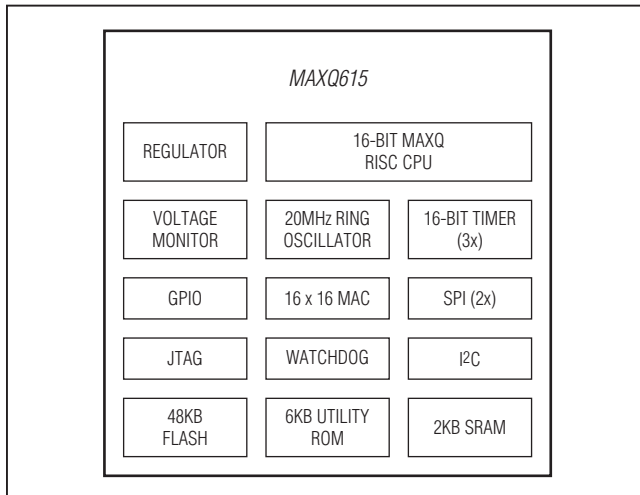 MAXQ615
REGULATOR
16-BIT MAXQ
RISC CPU
VOLTAGE
MONITOR
20MHz RING
OSCILLATOR
16-BIT TIMER
(3x)
GPIO
16 x 16 MAC
SPI (2x)
JTAG
WATCHDOG
I²C
48KB
FLASH
6KB UTILITY
ROM
2KB SRAM